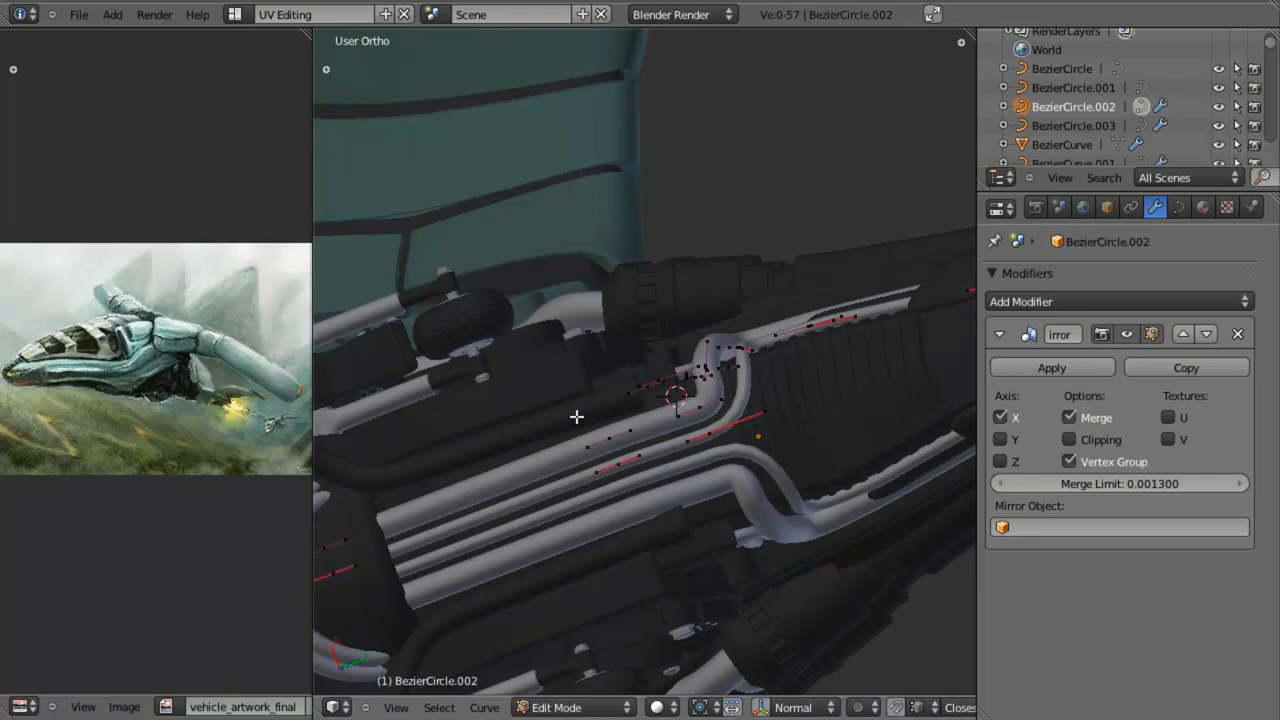 File Add Render Help UV Editing Scene Blender Render Ve:0-57 | BezierCircle.002
User Ortho
RenderLayers |
World
BezierCircle |
BezierCircle.001 |
BezierCircle.002 |
BezierCircle.003 |
BezierCurve |
BezierCurve.001
View Search All Scenes
BezierCircle.002
Modifiers
Add Modifier
irror
Apply Copy
Axis: Options: Textures:
X Merge U
Y Clipping V
Z Vertex Group
Merge Limit: 0.001300
Mirror Object:
(1) BezierCircle.002
View Image vehicle_artwork_final View Select Curve Edit Mode Normal Closes